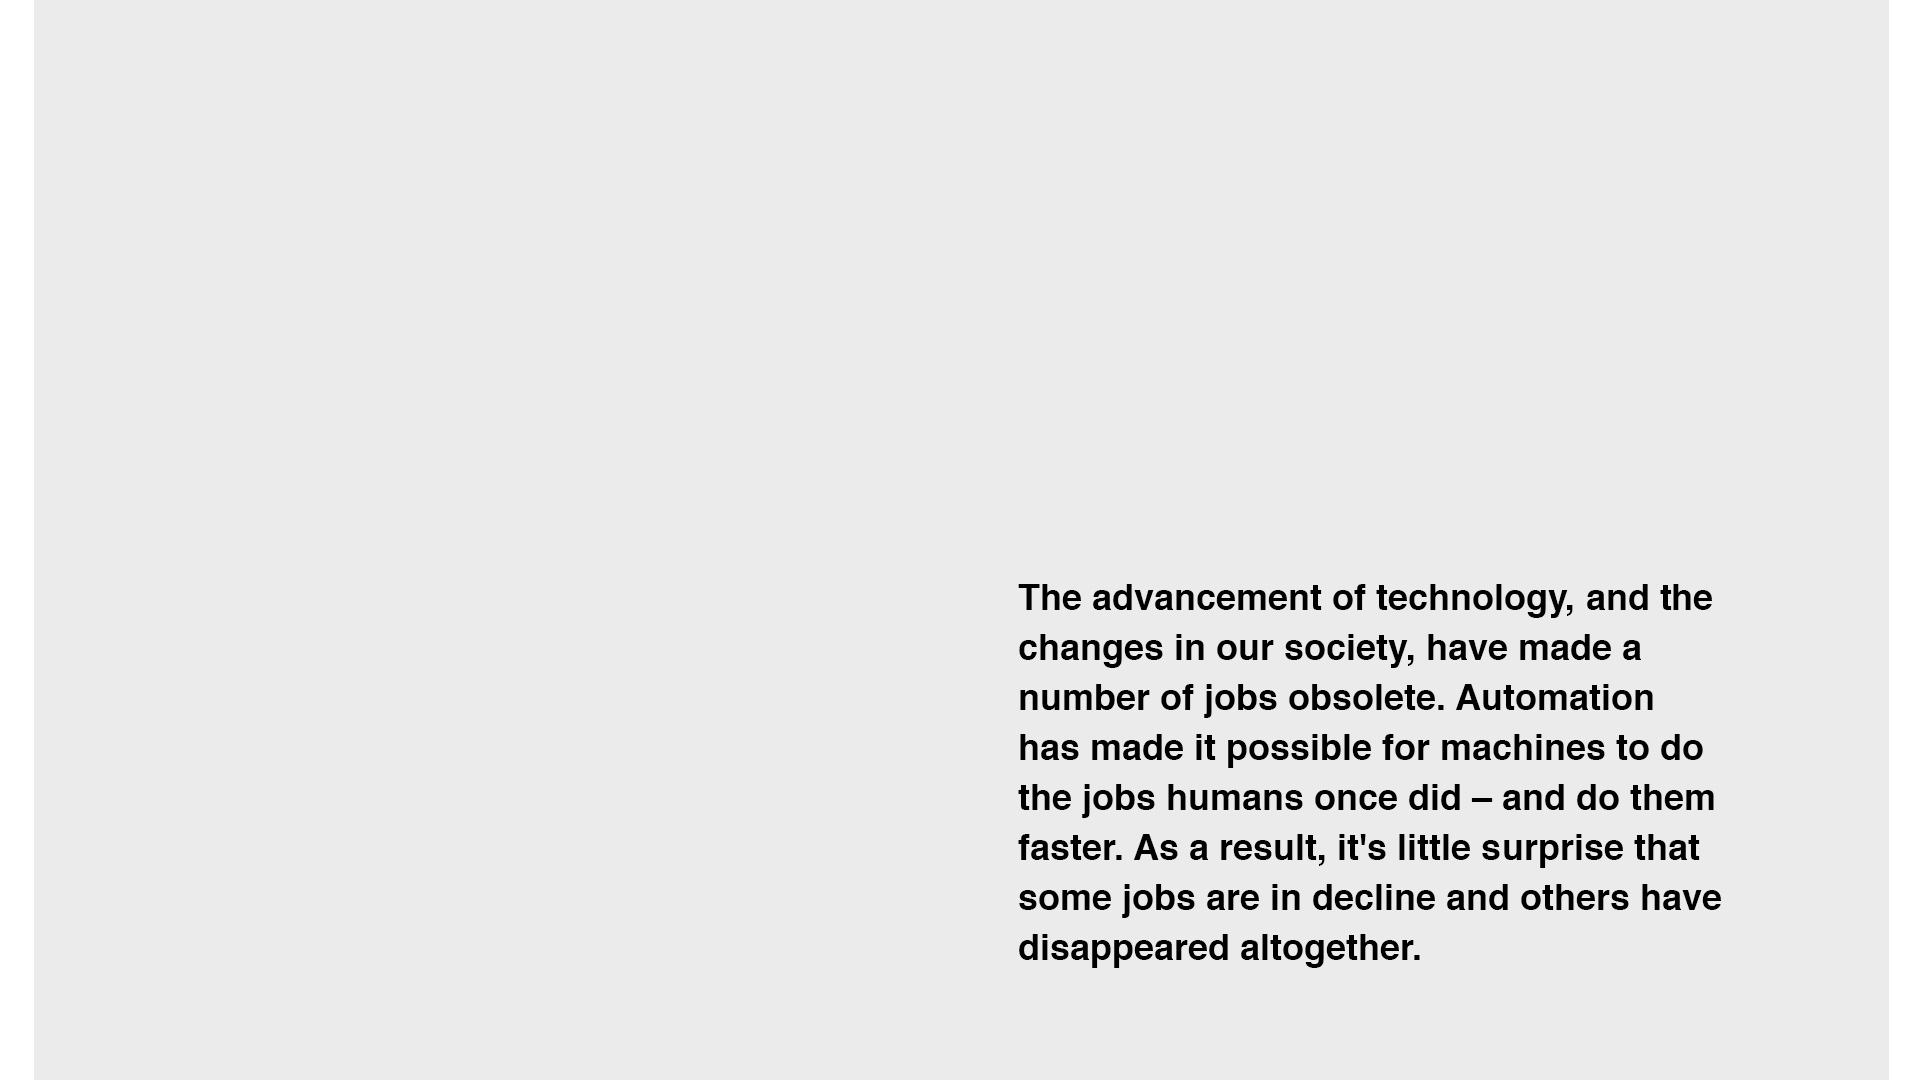 The advancement of technology, and the
changes in our society, have made a
number of jobs obsolete. Automation
has made it possible for machines to do
the jobs humans once did – and do them
faster. As a result, it's little surprise that
some jobs are in decline and others have
disappeared altogether.